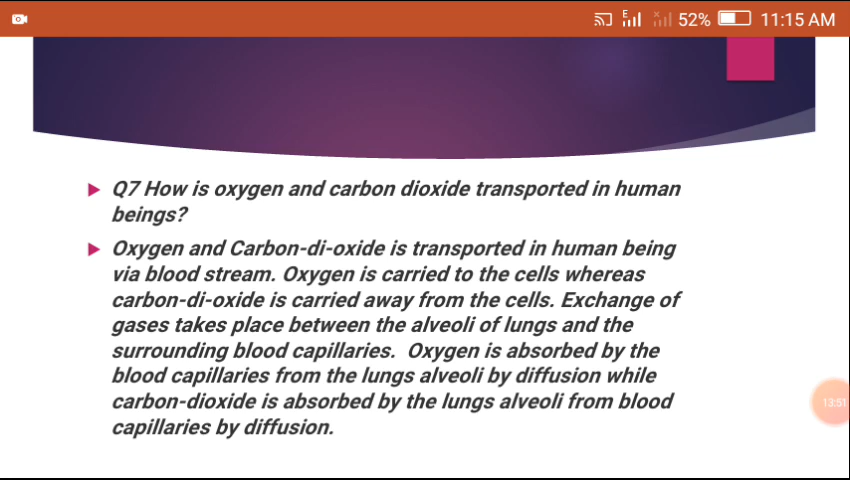 E x 52% 11:15 AM
Q7 How is oxygen and carbon dioxide transported in human
beings?
Oxygen and Carbon-di-oxide is transported in human being
via blood stream. Oxygen is carried to the cells whereas
carbon-di-oxide is carried away from the cells. Exchange of
gases takes place between the alveoli of lungs and the
surrounding blood capillaries.  Oxygen is absorbed by the
blood capillaries from the lungs alveoli by diffusion while
carbon-dioxide is absorbed by the lungs alveoli from blood
capillaries by diffusion.
13:51